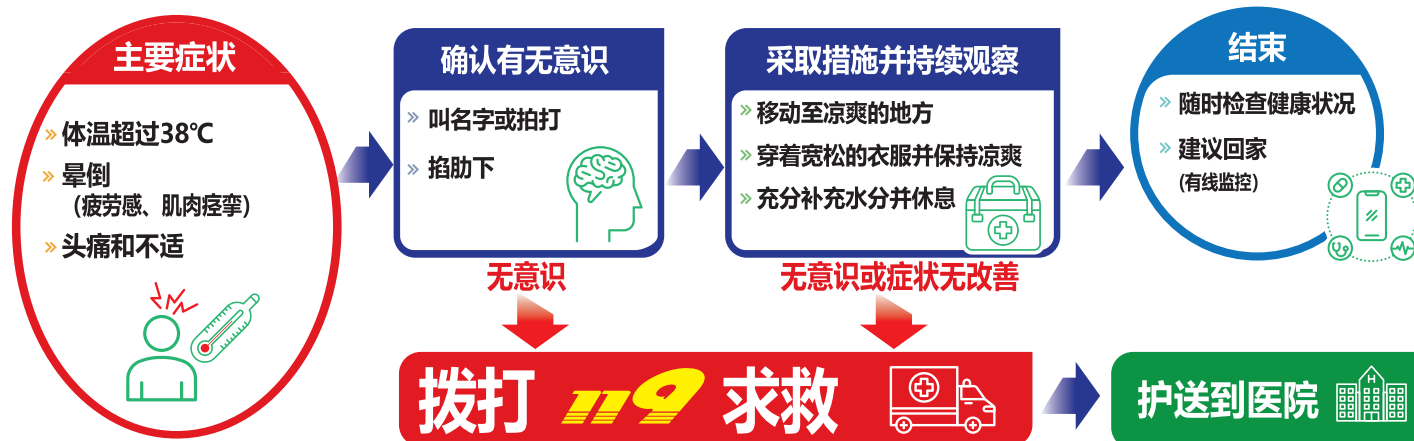 主要症状
体温超过38℃
晕倒
（疲劳感、肌肉痉挛）
头痛和不适
确认有无意识
叫名字或拍打
掐肋下
无意识
采取措施并持续观察
移动至凉爽的地方
穿着宽松的衣服并保持凉爽
充分补充水分并休息
无意识或症状无改善
结束
随时检查健康状况
建议回家
(有线监控)
拨打 119 求救
护送到医院
H